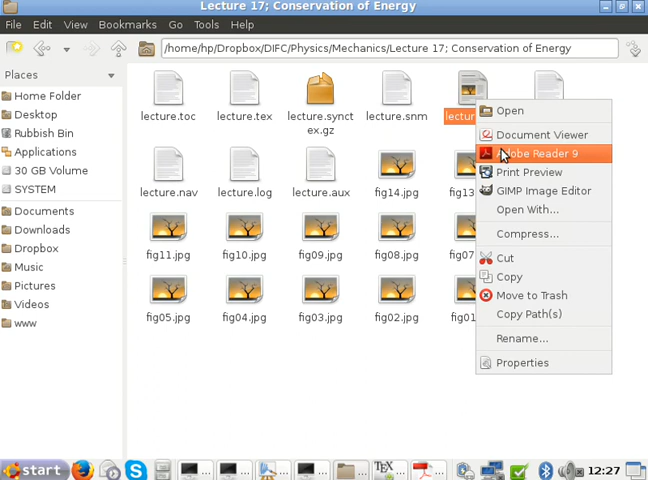 Lecture 17; Conservation of Energy
File Edit View Bookmarks Go Tools Help
/home/hp/Dropbox/DIFC/Physics/Mechanics/Lecture 17; Conservation of Energy
Places
Home Folder
Desktop
Rubbish Bin
Applications
30 GB Volume
SYSTEM
Documents
Downloads
Dropbox
Music
Pictures
Videos
www
lecture.toc lecture.tex lecture.synct lecture.snm lectur
ex.gz
lecture.nav lecture.log lecture.aux fig14.jpg fig13
fig11.jpg fig10.jpg fig09.jpg fig08.jpg fig07
fig05.jpg fig04.jpg fig03.jpg fig02.jpg fig01
Open
Document Viewer
Adobe Reader 9
Print Preview
GIMP Image Editor
Open With...
Compress...
Cut
Copy
Move to Trash
Copy Path(s)
Rename...
Properties
start ... ... ... ... ... TEX ... ... 12:27